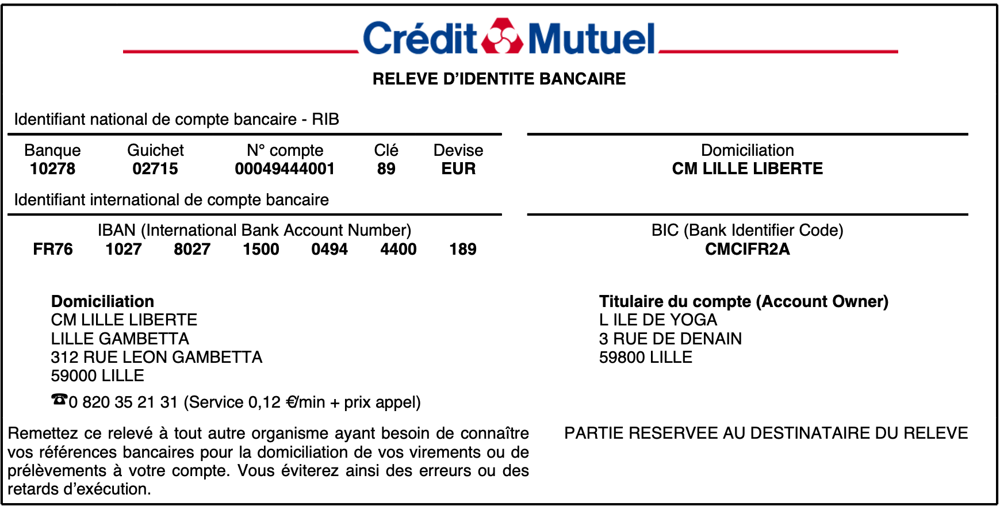 Crédit Mutuel
RELEVE D’IDENTITE BANCAIRE
Identifiant national de compte bancaire - RIB
Banque Guichet N° compte Clé Devise
10278 02715 00049444001 89 EUR
Domiciliation
CM LILLE LIBERTE
Identifiant international de compte bancaire
IBAN (International Bank Account Number)
FR76 1027 8027 1500 0494 4400 189
BIC (Bank Identifier Code)
CMCIFR2A
Domiciliation
CM LILLE LIBERTE
LILLE GAMBETTA
312 RUE LEON GAMBETTA
59000 LILLE
☎0 820 35 21 31 (Service 0,12 €/min + prix appel)
Titulaire du compte (Account Owner)
L ILE DE YOGA
3 RUE DE DENAIN
59800 LILLE
Remettez ce relevé à tout autre organisme ayant besoin de connaître
vos références bancaires pour la domiciliation de vos virements ou de
prélèvements à votre compte. Vous éviterez ainsi des erreurs ou des
retards d’exécution.
PARTIE RESERVEE AU DESTINATAIRE DU RELEVE